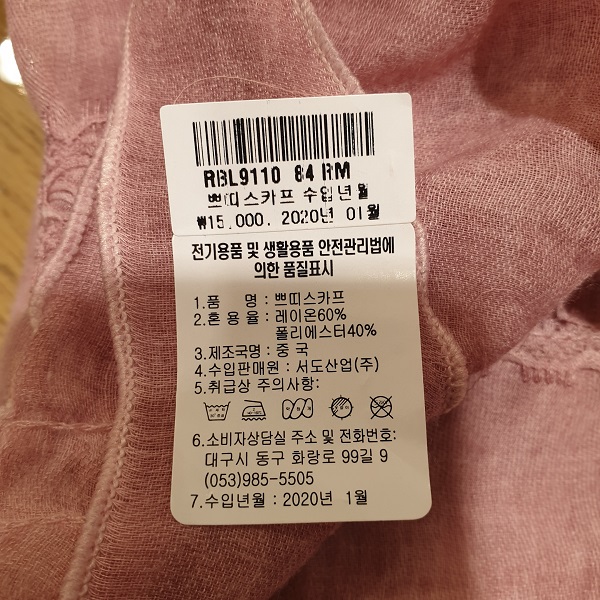 RBL9110 84 RM
쁘띠스카프 수입년월
₩15,000. 2020년 01월
전기용품 및 생활용품 안전관리법에
의한 품질표시
1.품 명 : 쁘띠스카프
2.혼 용 율 : 레이온60%
폴리에스터40%
3.제조국명 : 중 국
4.수입판매원 : 서도산업(주)
5.취급상 주의사항:
6.소비자상담실 주소 및 전화번호:
대구시 동구 화랑로 99길 9
(053)985-5505
7.수입년월 : 2020년 1월